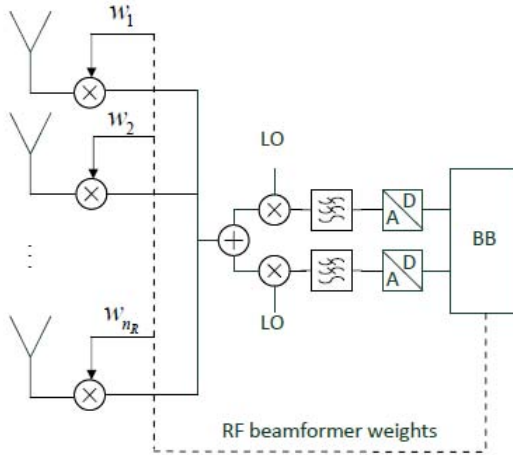 w1
w2
⋮
wnR
LO
LO
A D
A D
BB
RF beamformer weights